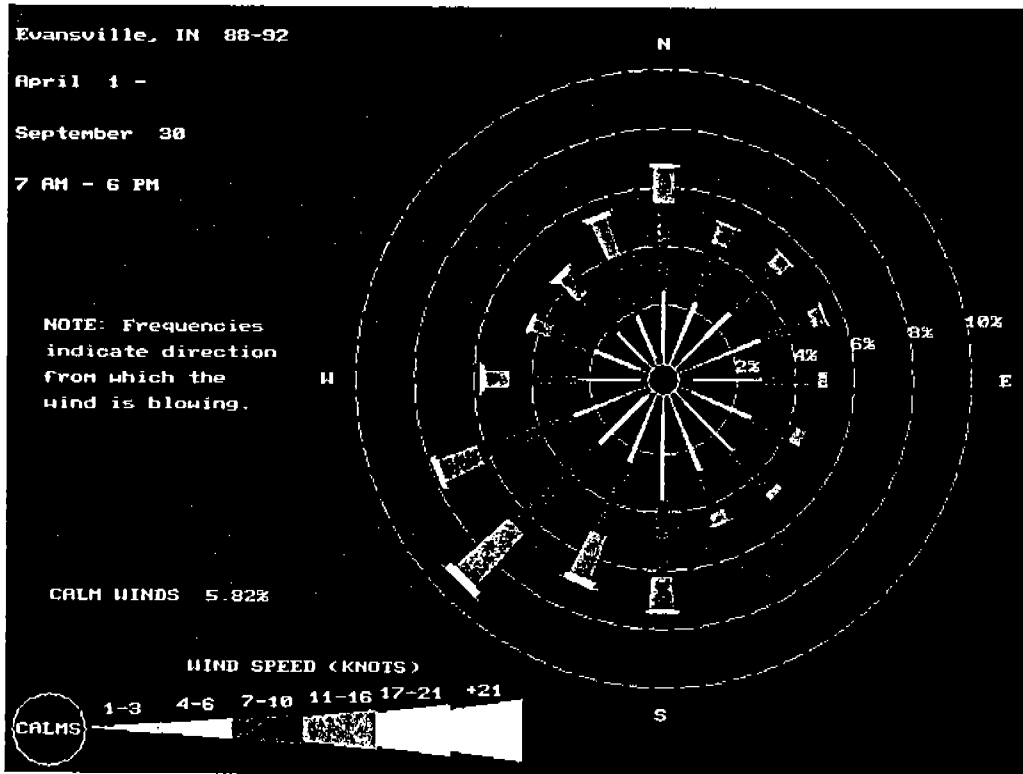 Evansville, IN 88-92
April 1 -
September 30
7 AM - 6 PM
N
NOTE: Frequencies
indicate direction
from which the
wind is blowing.
W
2%
4%
6%
8%
10%
E
CALM WINDS 5.82%
S
WIND SPEED (KNOTS)
CALMS
1-3 4-6 7-10 11-16 17-21 +21